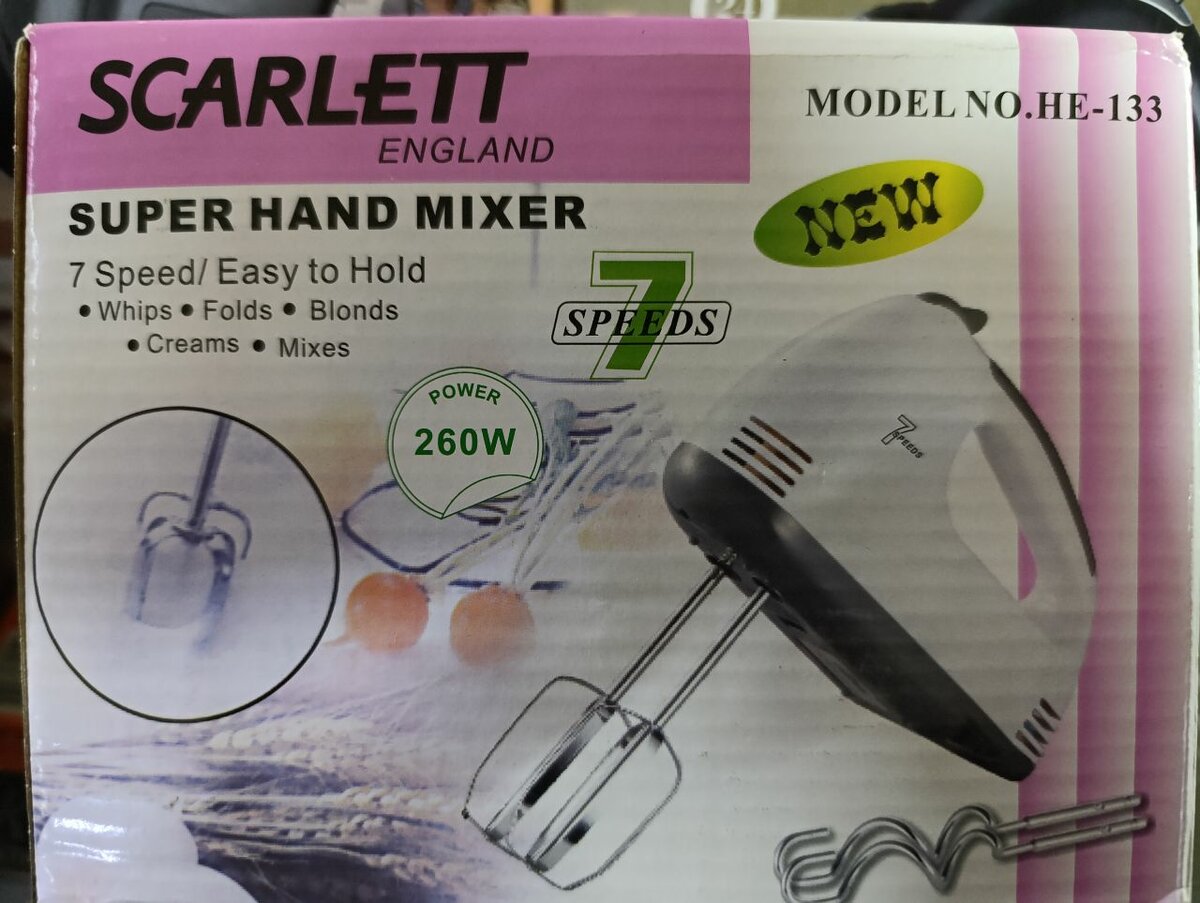 SCARLETT
ENGLAND
MODEL NO.HE-133
SUPER HAND MIXER
NEW
7 Speed/ Easy to Hold
• Whips • Folds • Blonds
• Creams • Mixes
7
SPEEDS
POWER
260W
7
SPEEDS